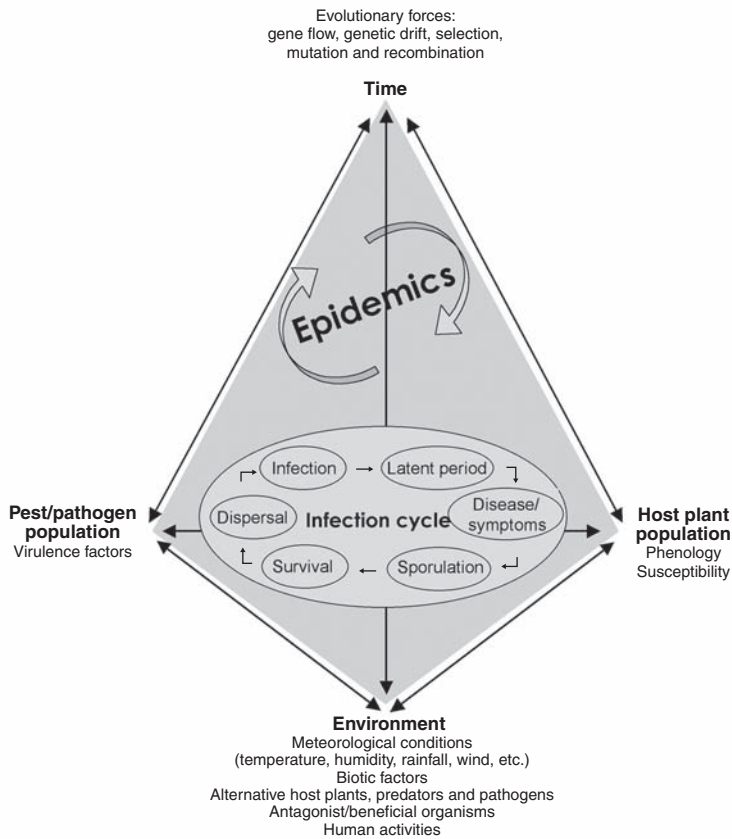 Evolutionary forces:
gene flow, genetic drift, selection,
mutation and recombination
Time
Epidemics
Infection
Latent period
Pest/pathogen
population
Virulence factors
Dispersal
Infection cycle
Disease/
symptoms
Host plant
population
Phenology
Susceptibility
Survival
Sporulation
Environment
Meteorological conditions
(temperature, humidity, rainfall, wind, etc.)
Biotic factors
Alternative host plants, predators and pathogens
Antagonist/beneficial organisms
Human activities